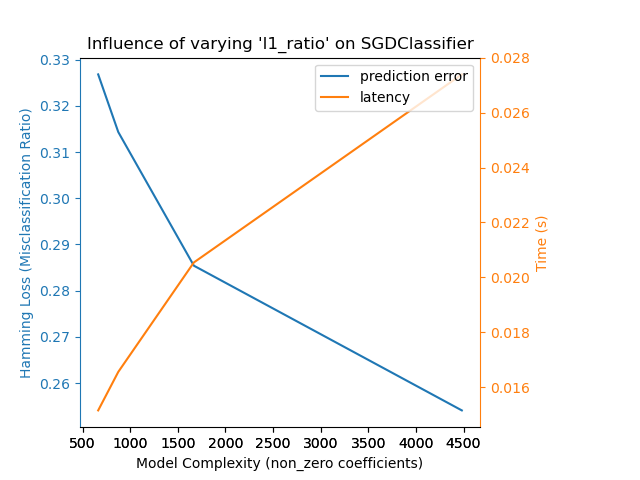 Influence of varying 'l1_ratio' on SGDClassifier
prediction error
latency
0.33
0.32
0.31
0.30
0.29
0.28
0.27
0.26
Hamming Loss (Misclassification Ratio)
0.028
0.026
0.024
0.022
0.020
0.018
0.016
Time (s)
500 1000 1500 2000 2500 3000 3500 4000 4500
Model Complexity (non_zero coefficients)